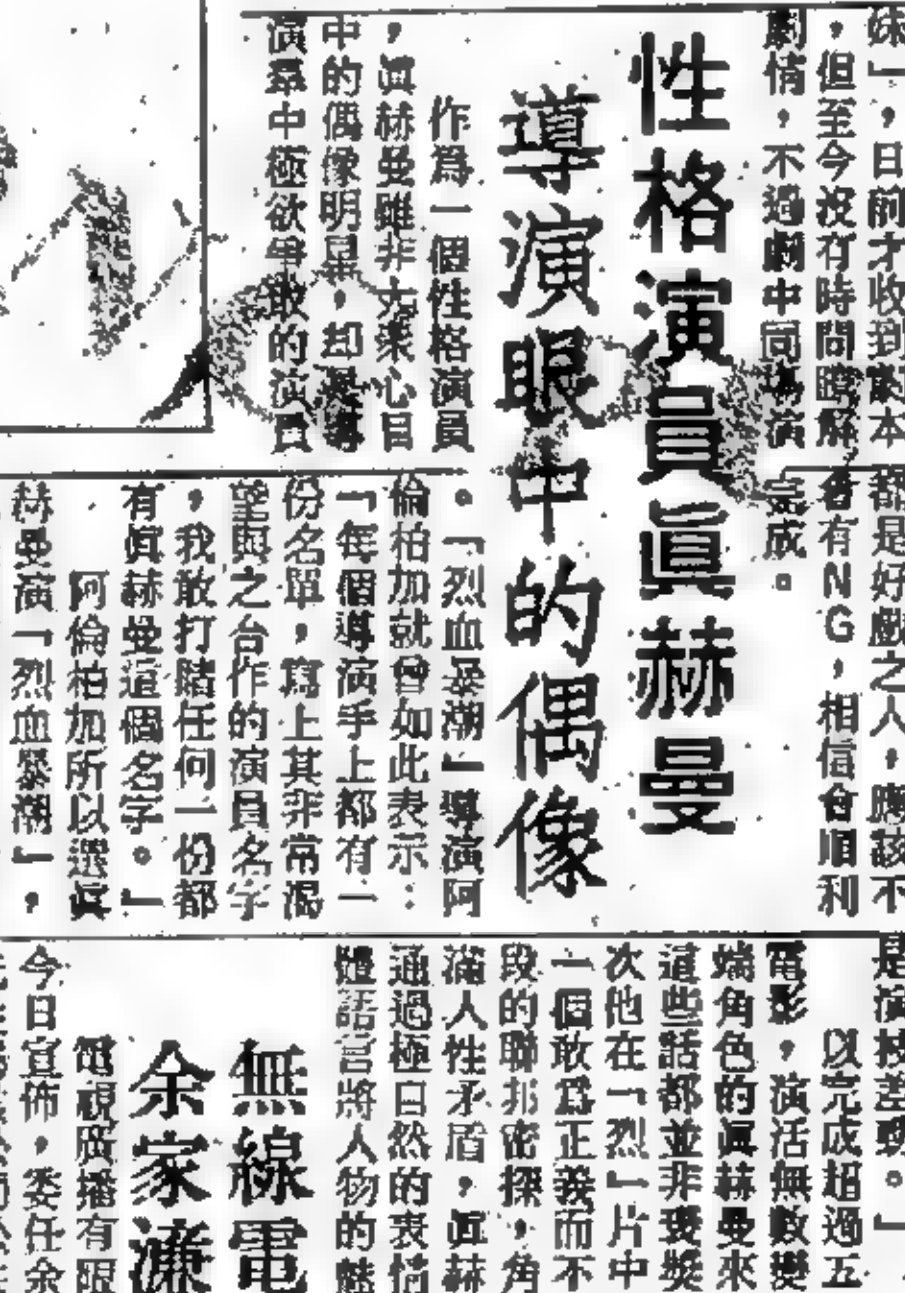 妹」，日前才收到劇本
，但至今沒有時間瞭解
劇情，不過劇中同場演
都是好戲之人，應該不
會有NG，相信會順利
完成。
性格演員眞赫曼
導演眼中的偶像
作爲一個性格演員
，眞赫曼雖非大衆心目
中的偶像明星，却是導
演羣中極欲爭取的演員
。「烈血暴潮」導演阿
倫柏加就曾如此表示：
「每個導演手上都有一
份名單，寫上其非常渴
望與之合作的演員名字
，我敢打賭任何一份都
有眞赫曼這個名字。」
阿倫柏加所以選眞
赫曼演「烈血暴潮」，
是演技差勁。」
以完成超過五
電影，演活無數變
端角色的眞赫曼來
這些話都並非
次他在「烈」片中
一個敢爲正義而不
段的聯邦密探，角
滿人性矛盾，眞赫
通過極自然的表情
體語言將人物的魅
無線電
余家濂
電視廣播有限
今日宣佈，委任余